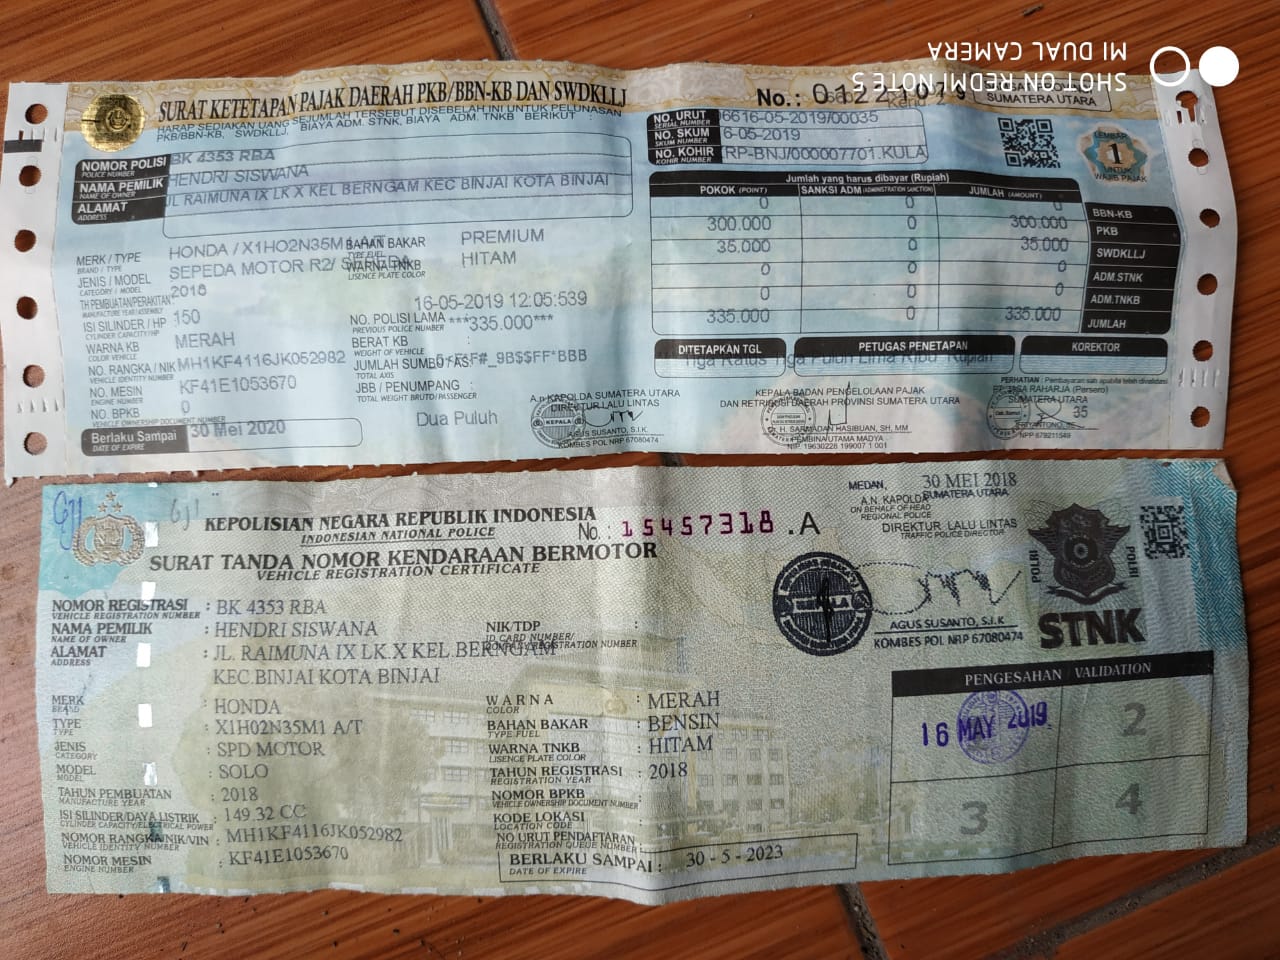 SHOT ON REDMI NOTE 5
MI DUAL CAMERA
SURAT KETETAPAN PAJAK DAERAH PKB/BBN-KB DAN SWDKLLJ
HARAP SEDIAKAN UANG SEJUMLAH TERSEBUT DISEBELAH INI UNTUK PELUNASAN
PKB/BBN-KB, SWDKLLJ, BIAYA ADM. STNK, BIAYA ADM. TNKB BERIKUT :
No.:
SUMATERA UTARA
NO. URUT 6616-05-2019/00035
SERIAL NUMBER
NO. SKUM 6-05-2019
SKUM NUMBER
NO. KOHIR RP-BNJ/000007701.KULA
KOHIR NUMBER
LEMBAR
1
UNTUK
WAJIB PAJAK
NOMOR POLISI BK 4353 RBA
POLICE NUMBER
NAMA PEMILIK HENDRI SISWANA
NAME OF OWNER
ALAMAT JL RAIMUNA IX LK X KEL BERNGAM KEC BINJAI KOTA BINJAI
ADDRESS
MERK / TYPE HONDA / X1H02N35M1 A/T
BRAND / TYPE
JENIS / MODEL SEPEDA MOTOR R2/
CATEGORY / MODEL
TH PEMBUATAN/PERAKITAN 2018
MANUFACTURE YEAR/ASSEMBLY
ISI SILINDER / HP 150
CYLINDER CAPACITY/HP
WARNA KB MERAH
COLOR VEHICLE
NO. RANGKA / NIK MH1KF4116JK052982
VEHICLE IDENTITY NUMBER
NO. MESIN KF41E1053670
ENGINE NUMBER
NO. BPKB 0
VEHICLE OWNERSHIP DOCUMENT NUMBER
Berlaku Sampai 30 Mei 2020
DATE OF EXPIRE
BAHAN BAKAR PREMIUM
TYPE FUEL
WARNA TNKB HITAM
LISENCE PLATE COLOR
16-05-2019 12:05:539
NO. POLISI LAMA ***335.000***
PREVIOUS POLICE NUMBER
BERAT KB :
WEIGHT OF VEHICLE
JUMLAH SUMBU
TOTAL AXIS
JBB / PENUMPANG :
TOTAL WEIGHT BRUTO/PASSENGER
Dua Puluh
Jumlah yang harus dibayar (Rupiah)
POKOK (POINT) SANKSI ADM (ADMINISTRATION SANCTION) JUMLAH (AMOUNT)
0 0 0 BBN-KB
300.000 0 300.000 PKB
35.000 0 35.000 SWDKLLJ
0 0 0 ADM.STNK
0 0 0 ADM.TNKB
335.000 0 335.000 JUMLAH
DITETAPKAN TGL PETUGAS PENETAPAN KOREKTOR
Tiga Ratus Tiga Puluh Lima Ribu Rupiah
A.n KAPOLDA SUMATERA UTARA
DIREKTUR LALU LINTAS
AGUS SUSANTO, S.I.K
KOMBES POL NRP 67080474
KEPALA BADAN PENGELOLAAN PAJAK
DAN RETRIBUSI DAERAH PROVINSI SUMATERA UTARA
H. SARMADAN HASIBUAN, SH, MM
PEMBINA UTAMA MADYA
NIP. 19630228 199007 1 001
PERHATIAN : Pembayaran sah apabila telah divalidasi
PT. JASA RAHARJA (Persero)
SUMATERA UTARA
35
KEPOLISIAN NEGARA REPUBLIK INDONESIA
INDONESIAN NATIONAL POLICE
No.: 15457318 .A
SURAT TANDA NOMOR KENDARAAN BERMOTOR
VEHICLE REGISTRATION CERTIFICATE
MEDAN, 30 MEI 2018
A.N. KAPOLDA SUMATERA UTARA
ON BEHALF OF HEAD
REGIONAL POLICE
DIREKTUR LALU LINTAS
TRAFFIC POLICE DIRECTOR
KEPALA
AGUS SUSANTO, S.I.K
KOMBES POL NRP 67080474
POLRI
POLRI
STNK
NOMOR REGISTRASI : BK 4353 RBA
VEHICLE REGISTRATION NUMBER
NAMA PEMILIK : HENDRI SISWANA
NAME OF OWNER
NIK/TDP :
ID CARD NUMBER/
COMPANY REGISTRATION NUMBER
ALAMAT : JL. RAIMUNA IX LK.X KEL.BERNGAM
ADDRESS
KEC.BINJAI KOTA BINJAI
MERK : HONDA
BRAND
TYPE : X1H02N35M1 A/T
TYPE
JENIS : SPD MOTOR
CATEGORY
MODEL : SOLO
MODEL
TAHUN PEMBUATAN : 2018
MANUFACTURE YEAR
ISI SILINDER/DAYA LISTRIK : 149.32 CC
CYLINDER CAPACITY/ELECTRICAL POWER
NOMOR RANGKA/NIK/VIN : MH1KF4116JK052982
VEHICLE IDENTITY NUMBER
NOMOR MESIN : KF41E1053670
ENGINE NUMBER
WARNA : MERAH
COLOR
BAHAN BAKAR : BENSIN
TYPE FUEL
WARNA TNKB : HITAM
LISENCE PLATE COLOR
TAHUN REGISTRASI : 2018
REGISTRATION YEAR
NOMOR BPKB :
VEHICLE OWNERSHIP DOCUMENT NUMBER
KODE LOKASI :
LOCATION CODE
NO URUT PENDAFTARAN :
REGISTRATION QUEUE NUMBER
BERLAKU SAMPAI : 30 - 5 - 2023
DATE OF EXPIRE
PENGESAHAN / VALIDATION
16 MAY 2019
2
3
4